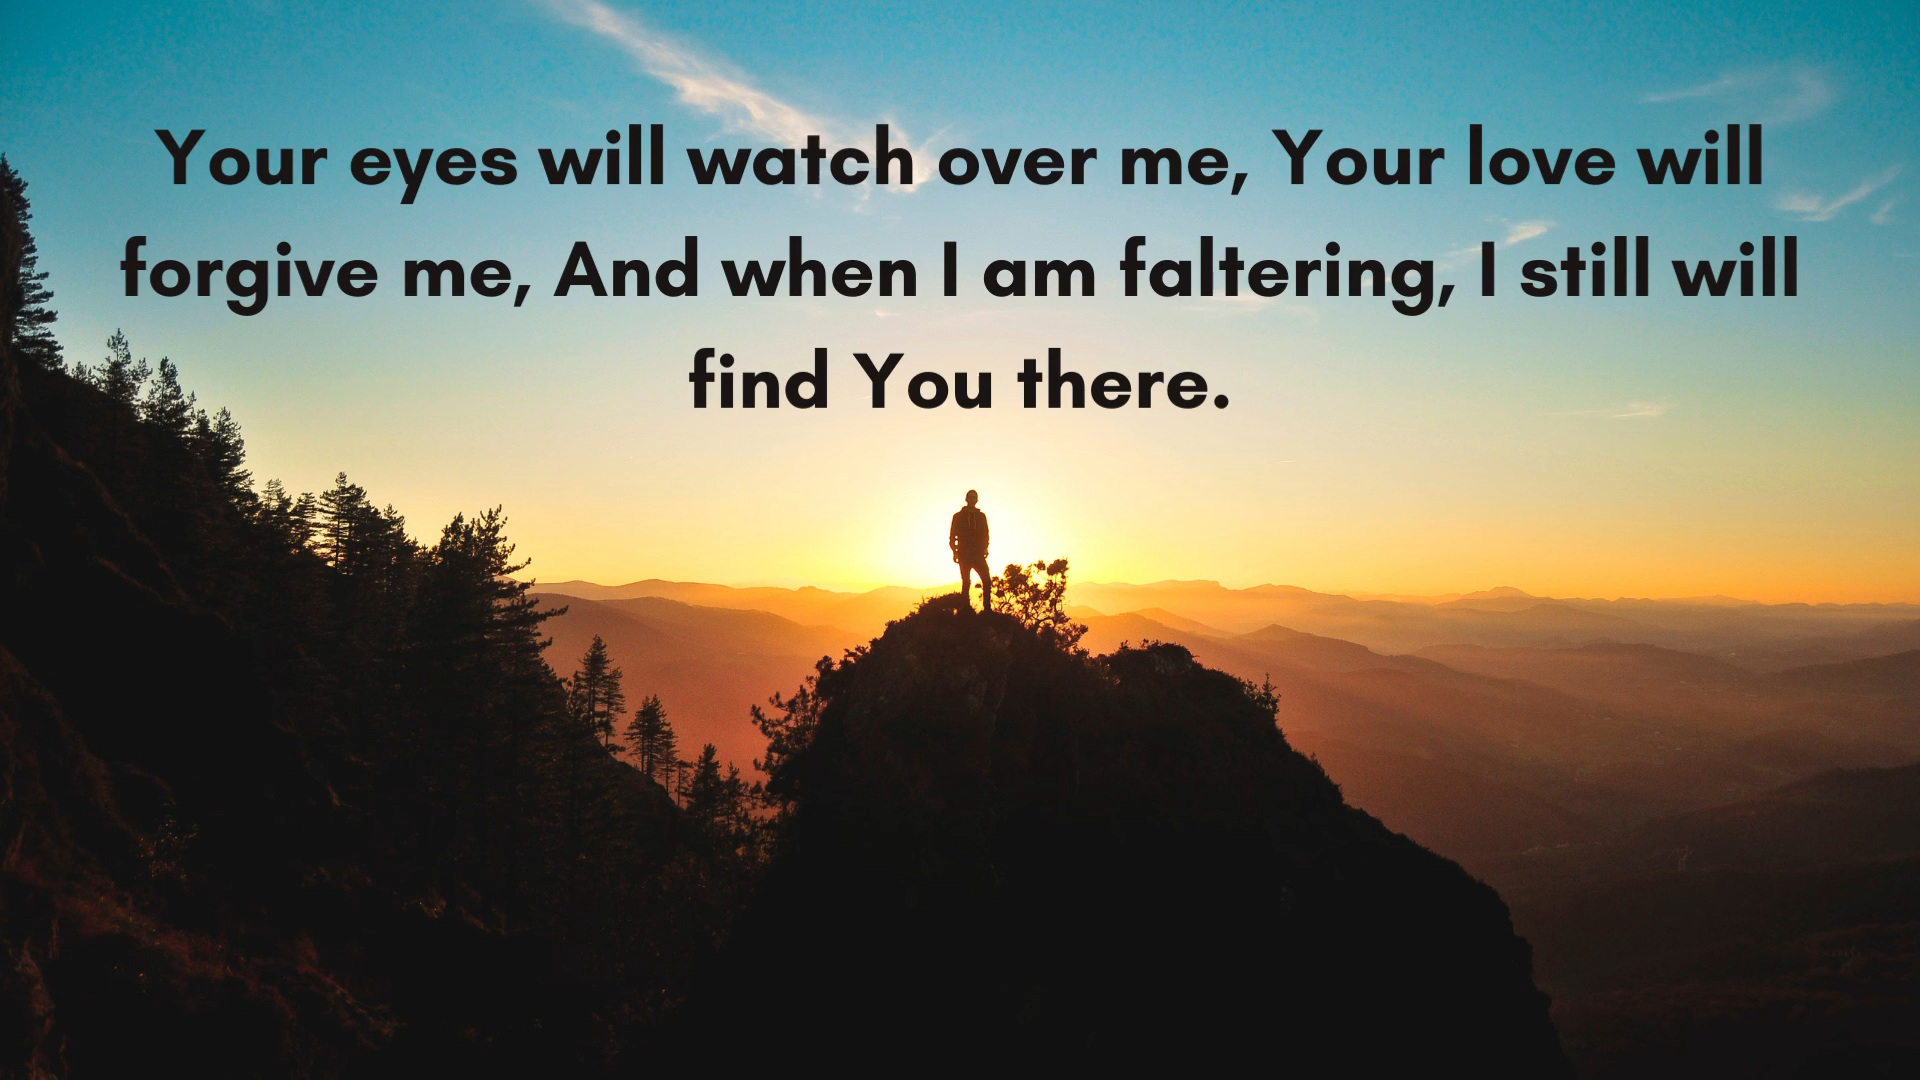 Your eyes will watch over me, Your love will
forgive me, And when I am faltering, I still will
find You there.